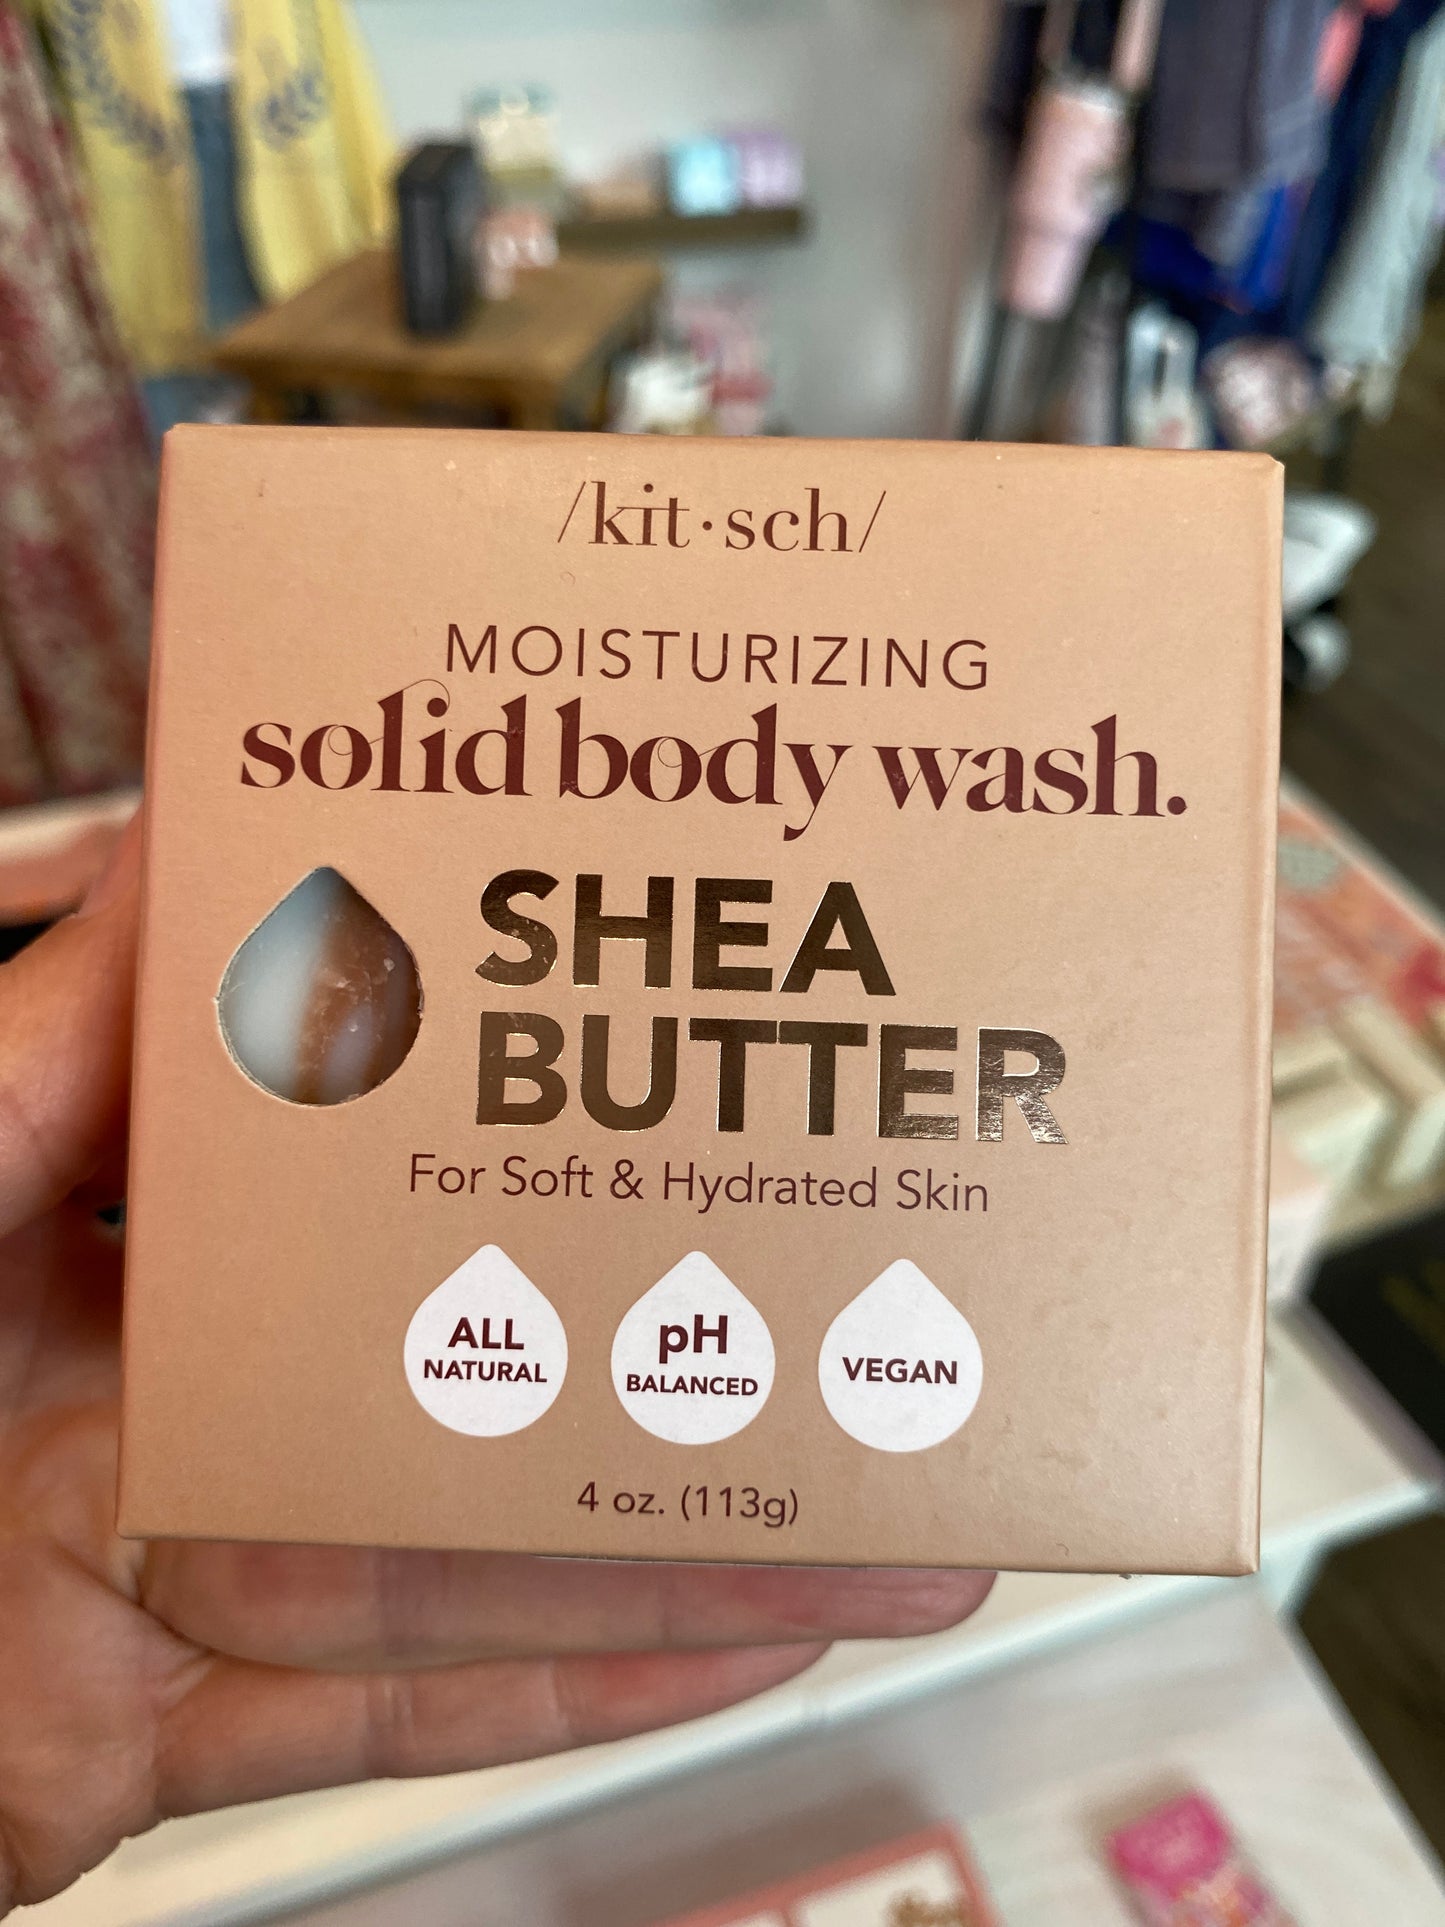 /kit·sch/
MOISTURIZING
solid body wash.
SHEA
BUTTER
For Soft & Hydrated Skin
ALL
NATURAL
pH
BALANCED
VEGAN
4 oz. (113g)